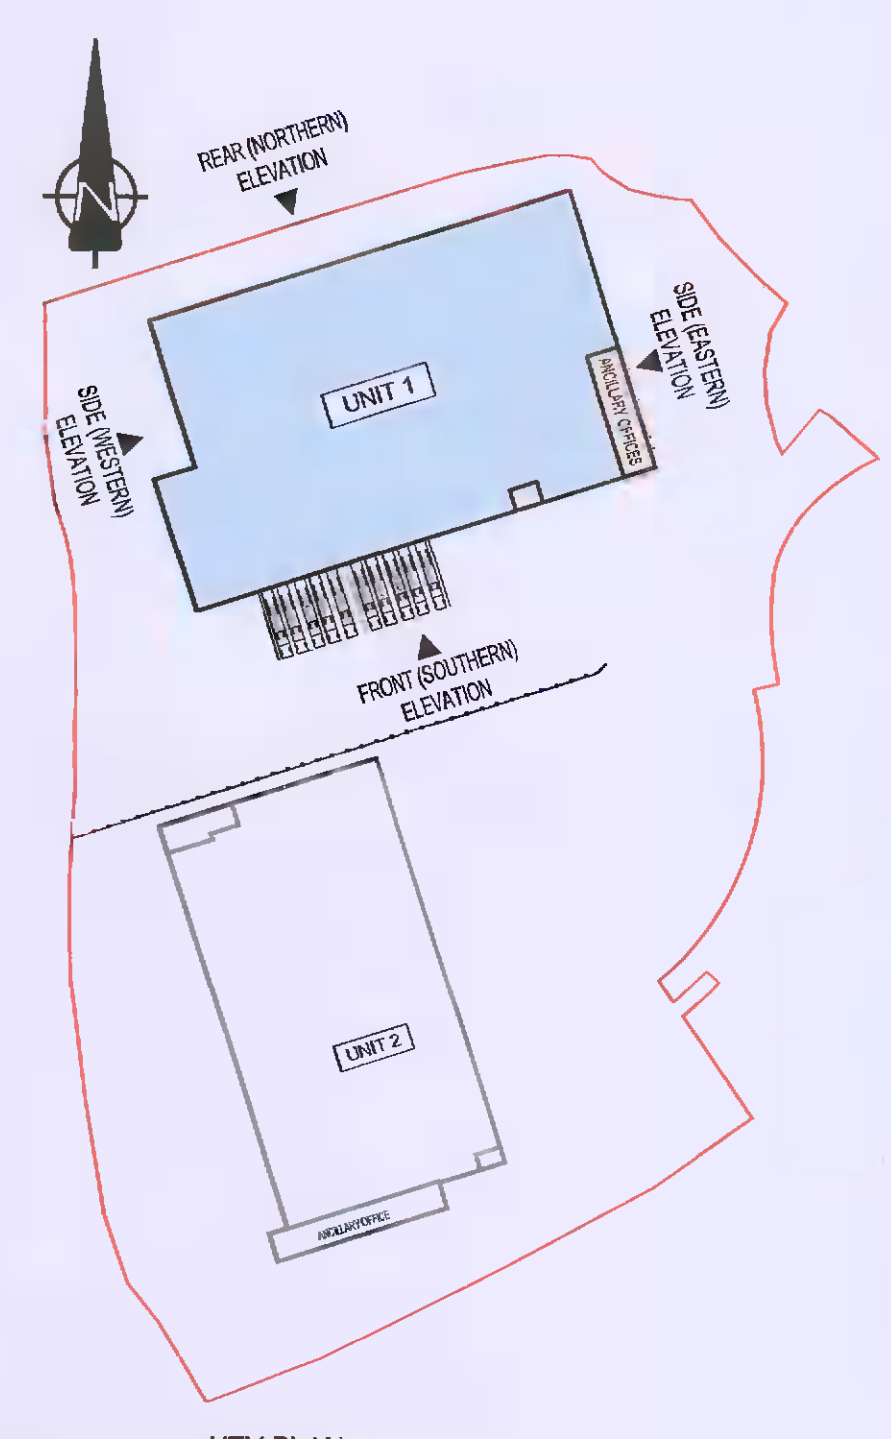 REAR (NORTHERN)
ELEVATION
N
SIDE (EASTERN)
ELEVATION
UNIT 1
ANCILLARY OFFICES
SIDE (WESTERN)
ELEVATION
FRONT (SOUTHERN)
ELEVATION
UNIT 2
ANCILLARY OFFICE